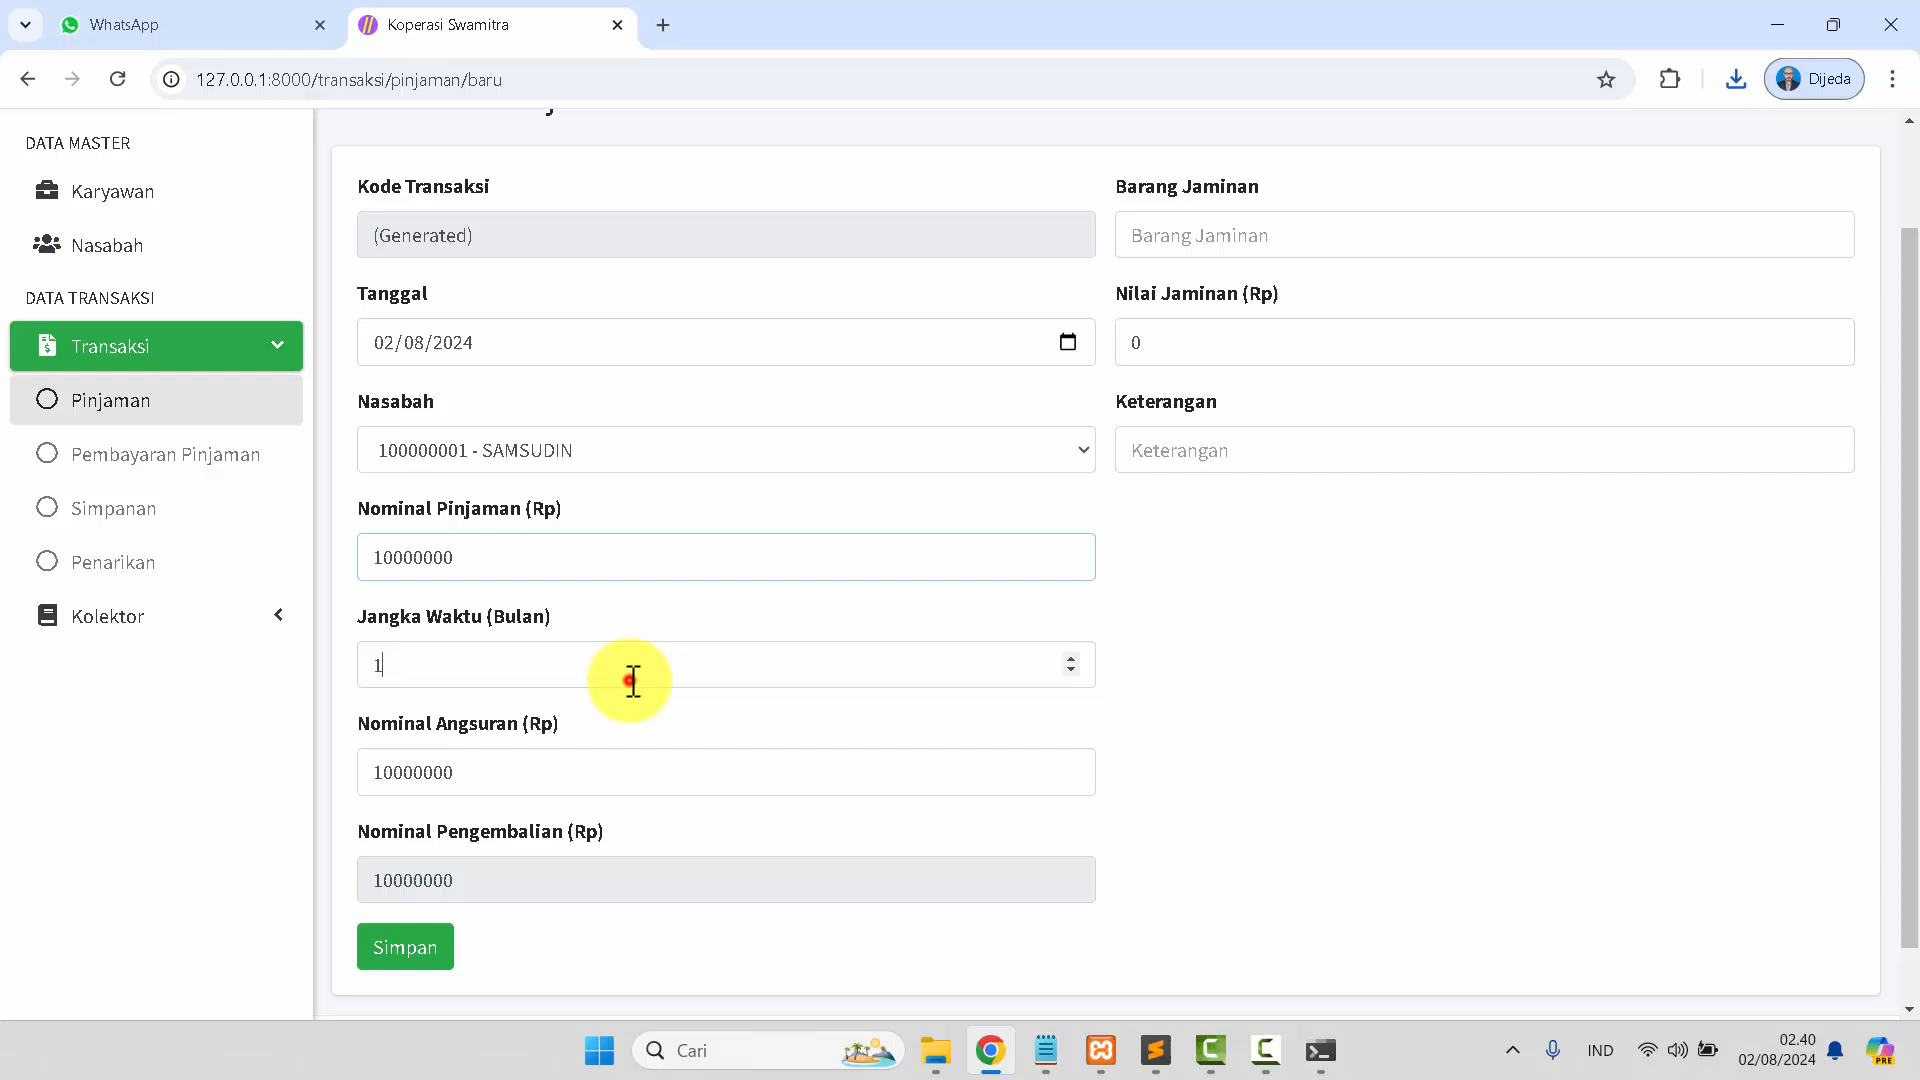 WhatsApp
Koperasi Swamitra
127.0.0.1:8000/transaksi/pinjaman/baru
Dijeda
DATA MASTER
Karyawan
Nasabah
DATA TRANSAKSI
Transaksi
Pinjaman
Pembayaran Pinjaman
Simpanan
Penarikan
Kolektor
Kode Transaksi
(Generated)
Tanggal
02/08/2024
Nasabah
100000001 - SAMSUDIN
Nominal Pinjaman (Rp)
10000000
Jangka Waktu (Bulan)
1
Nominal Angsuran (Rp)
10000000
Nominal Pengembalian (Rp)
10000000
Simpan
Barang Jaminan
Barang Jaminan
Nilai Jaminan (Rp)
0
Keterangan
Keterangan
Cari
IND
02.40
02/08/2024
PRE